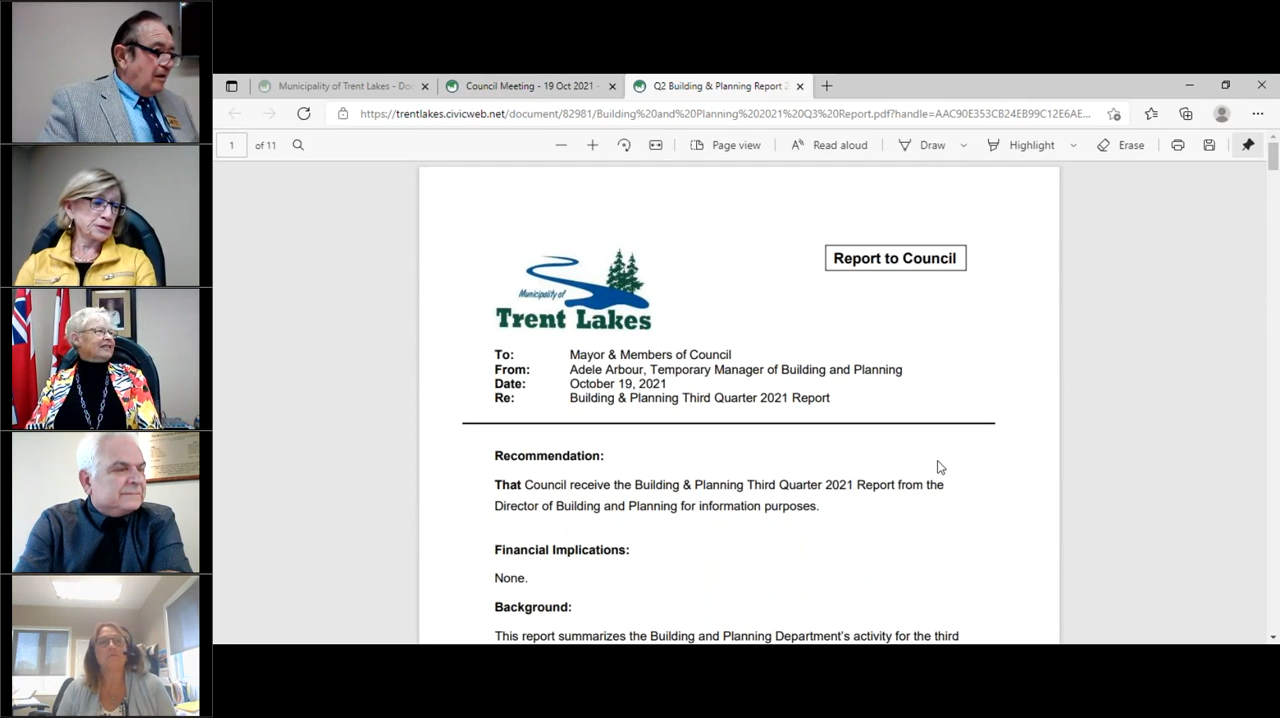 Municipality of Trent Lakes - Doc
Council Meeting - 19 Oct 2021 -
Q2 Building & Planning Report 2
https://trentlakes.civicweb.net/document/82981/Building%20and%20Planning%202021%20Q3%20Report.pdf?handle=AAC90E353CB24EB99C12E6AE...
1 of 11
Page view
Read aloud
Draw
Highlight
Erase
Report to Council
Municipality of
Trent Lakes
To: Mayor & Members of Council
From: Adele Arbour, Temporary Manager of Building and Planning
Date: October 19, 2021
Re: Building & Planning Third Quarter 2021 Report
Recommendation:
That Council receive the Building & Planning Third Quarter 2021 Report from the
Director of Building and Planning for information purposes.
Financial Implications:
None.
Background:
This report summarizes the Building and Planning Department's activity for the third